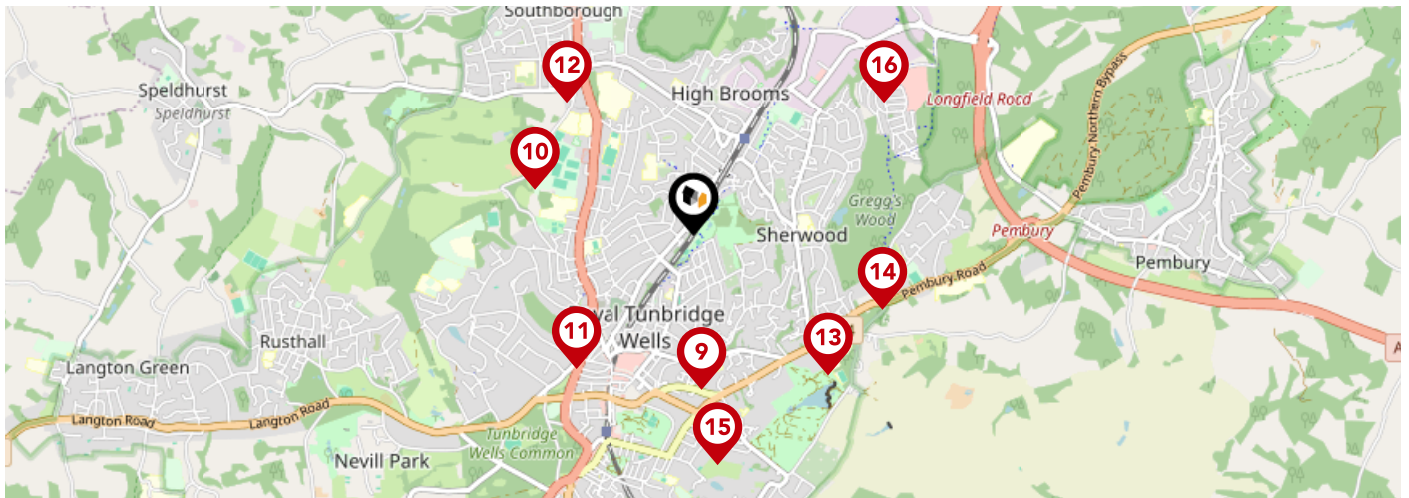 Southborough
12
16
Speldhurst
Speldhurst
High Brooms
Longfield Rocd
Pembury Northern Bypass
10
Gregg's
Wood
Sherwood
Pembury
Pembury
14
Pembury Road
val Tunbridge
Wells
11
13
9
Rusthall
A
Langton Green
Langton Road
Langton Road
15
Tunbridge
Wells Common
Nevill Park